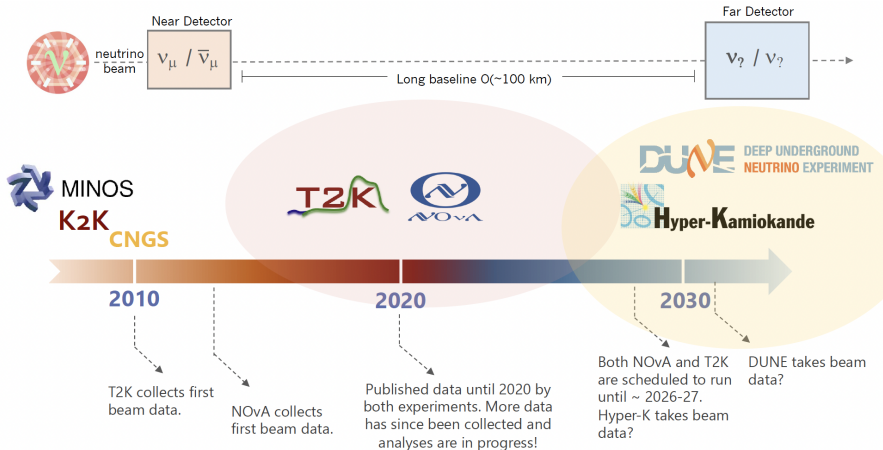 Near Detector
Far Detector
ν
neutrino
beam
νμ / ν̅μ
Long baseline O(~100 km)
ν? / ν?
MINOS
K2K
CNGS
T2K
NOνA
DUNE
DEEP UNDERGROUND
NEUTRINO EXPERIMENT
Hyper-Kamiokande
2010
2020
2030
T2K collects first
beam data.
NOvA collects
first beam data.
Published data until 2020 by
both experiments. More data
has since been collected and
analyses are in progress!
Both NOvA and T2K
are scheduled to run
until ~ 2026-27.
Hyper-K takes beam
data?
DUNE takes beam
data?